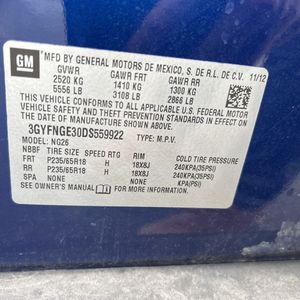 GM
MFD BY GENERAL MOTORS DE MEXICO, S. DE R.L. DE C.V. 11/12
GVWR GAWR FRT GAWR RR
2520 KG 1410 KG 1300 KG
5556 LB 3108 LB 2866 LB
THIS VEHICLE CONFORMS TO ALL APPLICABLE U.S. FEDERAL MOTOR
VEHICLE SAFETY AND THEFT PREVENTION STANDARDS IN EFFECT
ON THE DATE OF MANUFACTURE SHOWN ABOVE.
3GYFNGE30DS559922 TYPE: M.P.V.
MODEL: NG26
NBBF TIRE SIZE SPEED RTG RIM COLD TIRE PRESSURE
FRT P235/65R18 H 18X8J 240KPA(35PSI)
RR P235/65R18 H 18X8J 240KPA(35PSI)
SPA NONE NONE NONE KPA(PSI)
SEE OWNER'S MANUAL FOR MORE INFORMATION.